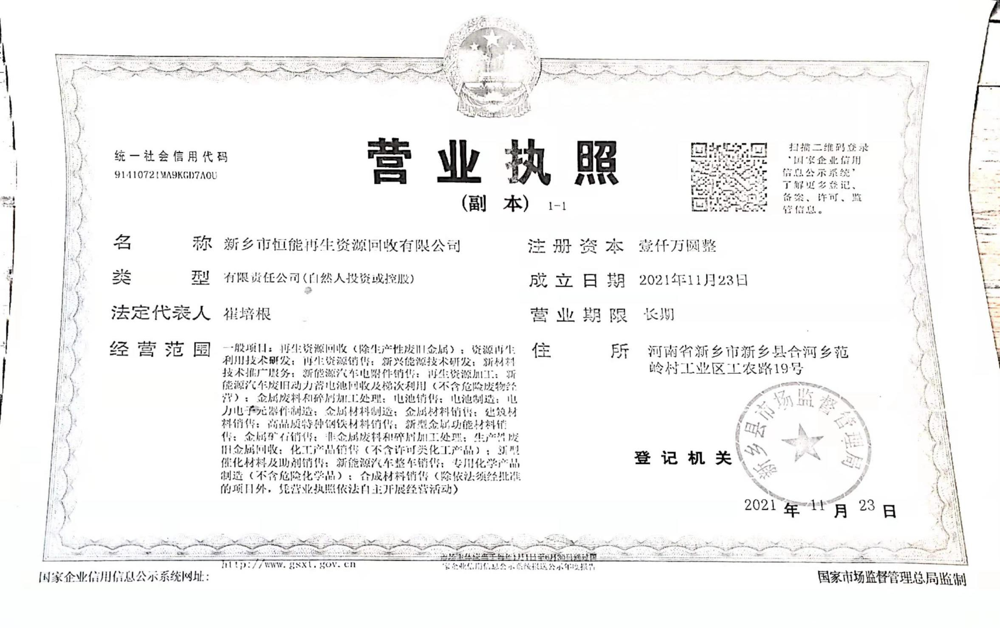 统一社会信用代码
91410721MA9KGD7A0U
营业执照
(副本) 1-1
扫描二维码登录
‘国家企业信用
信息公示系统’
了解更多登记、
备案、许可、监
管信息。
名称 新乡市恒能再生资源回收有限公司
类型 有限责任公司(自然人投资或控股)
法定代表人 崔培根
经营范围 一般项目：再生资源回收（除生产性废旧金属）；资源再生
利用技术研发；再生资源销售；新兴能源技术研发；新材料
技术推广服务；新能源汽车电附件销售；再生资源加工；新
能源汽车废旧动力蓄电池回收及梯次利用（不含危险废物经
营）；金属废料和碎屑加工处理；电池销售；电池制造；电
力电子元器件制造；金属材料制造；金属材料销售；建筑材
料销售；高品质特种钢铁材料销售；新型金属功能材料销
售；金属矿石销售；非金属废料和碎屑加工处理；生产性废
旧金属回收；化工产品销售（不含许可类化工产品）；新型
催化材料及助剂销售；新能源汽车整车销售；专用化学产品
制造（不含危险化学品）；合成材料销售（除依法须经批准
的项目外，凭营业执照依法自主开展经营活动）
注册资本 壹仟万圆整
成立日期 2021年11月23日
营业期限 长期
住所 河南省新乡市新乡县合河乡范
岭村工业区工农路19号
登记机关
新乡县市场监督管理局
2021年11月23日
国家企业信用信息公示系统网址：
http://www.gsxt.gov.cn
市场主体应当于每年1月1日至6月30日通过国
家企业信用信息公示系统报送公示年度报告
国家市场监督管理总局监制